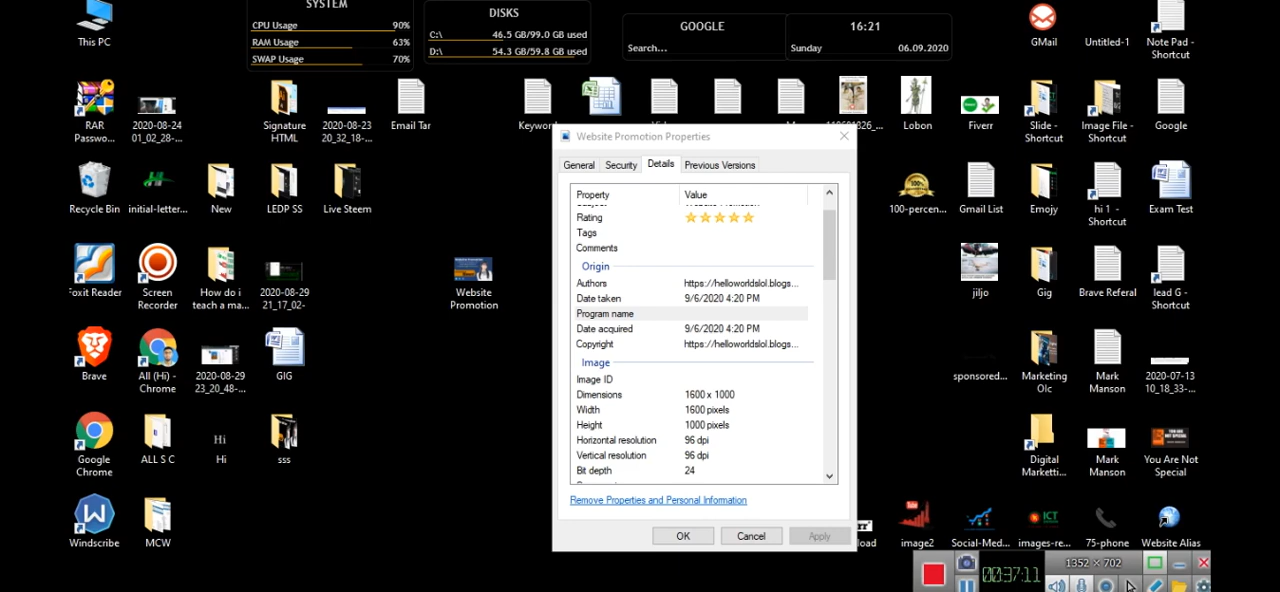 SYSTEM
CPU Usage 90%
RAM Usage 63%
SWAP Usage 70%
DISKS
C:\ 46.5 GB/99.0 GB used
D:\ 54.3 GB/59.8 GB used
GOOGLE
Search...
16:21
Sunday 06.09.2020
This PC
GMail
Untitled-1
Note Pad -
Shortcut
RAR
Passwo...
2020-08-24
01_02_28-...
Signature
HTML
2020-08-23
20_32_18-...
Email Tar
Keyword
Lobon
Fiverr
Slide -
Shortcut
Image File -
Shortcut
Google
Recycle Bin
initial-letter...
New
LEDP SS
Live Steem
100-percen...
Gmail List
Emojy
hi 1 -
Shortcut
Exam Test
Foxit Reader
Screen
Recorder
How do i
teach a ma...
2020-08-29
21_17_02-...
Website
Promotion
jiljo
Gig
Brave Referal
lead G -
Shortcut
Brave
All (Hi) -
Chrome
2020-08-29
23_20_48-...
GIG
sponsored...
Marketing
Olc
Mark
Manson
2020-07-13
10_18_33-...
Google
Chrome
ALL S C
Hi
Hi
sss
Digital
Marketti...
Mark
Manson
You Are Not
Special
Windscribe
MCW
load
image2
Social-Med...
images-re...
75-phone
Website Alias
Website Promotion Properties
General Security Details Previous Versions
Property Value
Rating
Tags
Comments
Origin
Authors https://helloworldslol.blogs...
Date taken 9/6/2020 4:20 PM
Program name
Date acquired 9/6/2020 4:20 PM
Copyright https://helloworldslol.blogs...
Image
Image ID
Dimensions 1600 x 1000
Width 1600 pixels
Height 1000 pixels
Horizontal resolution 96 dpi
Vertical resolution 96 dpi
Bit depth 24
Remove Properties and Personal Information
OK Cancel Apply
00:37:11
1352 × 702